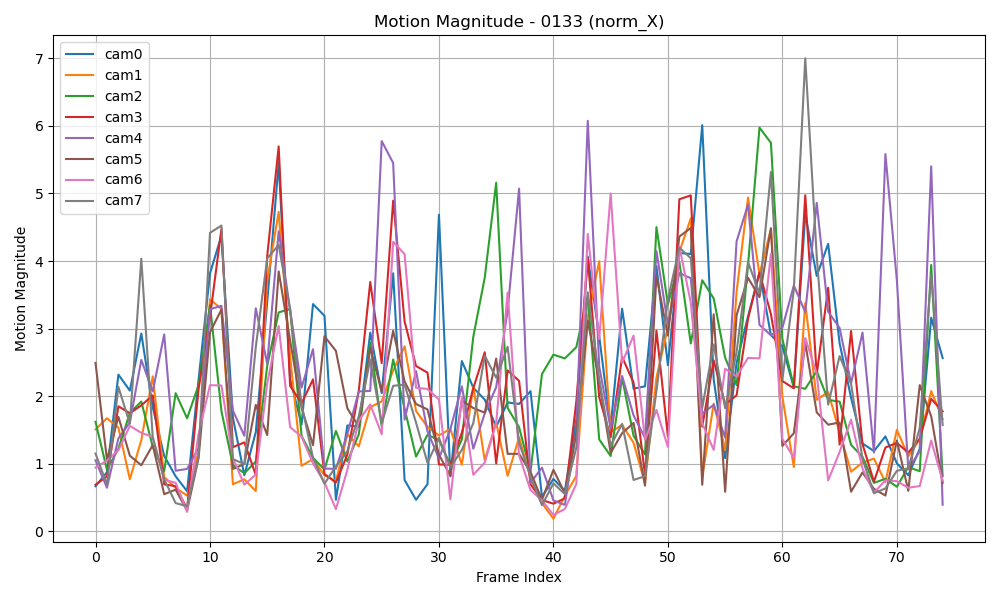 Motion Magnitude - 0133 (norm_X)
cam0
cam1
cam2
cam3
cam4
cam5
cam6
cam7
Motion Magnitude
7
6
5
4
3
2
1
0
0 10 20 30 40 50 60 70
Frame Index